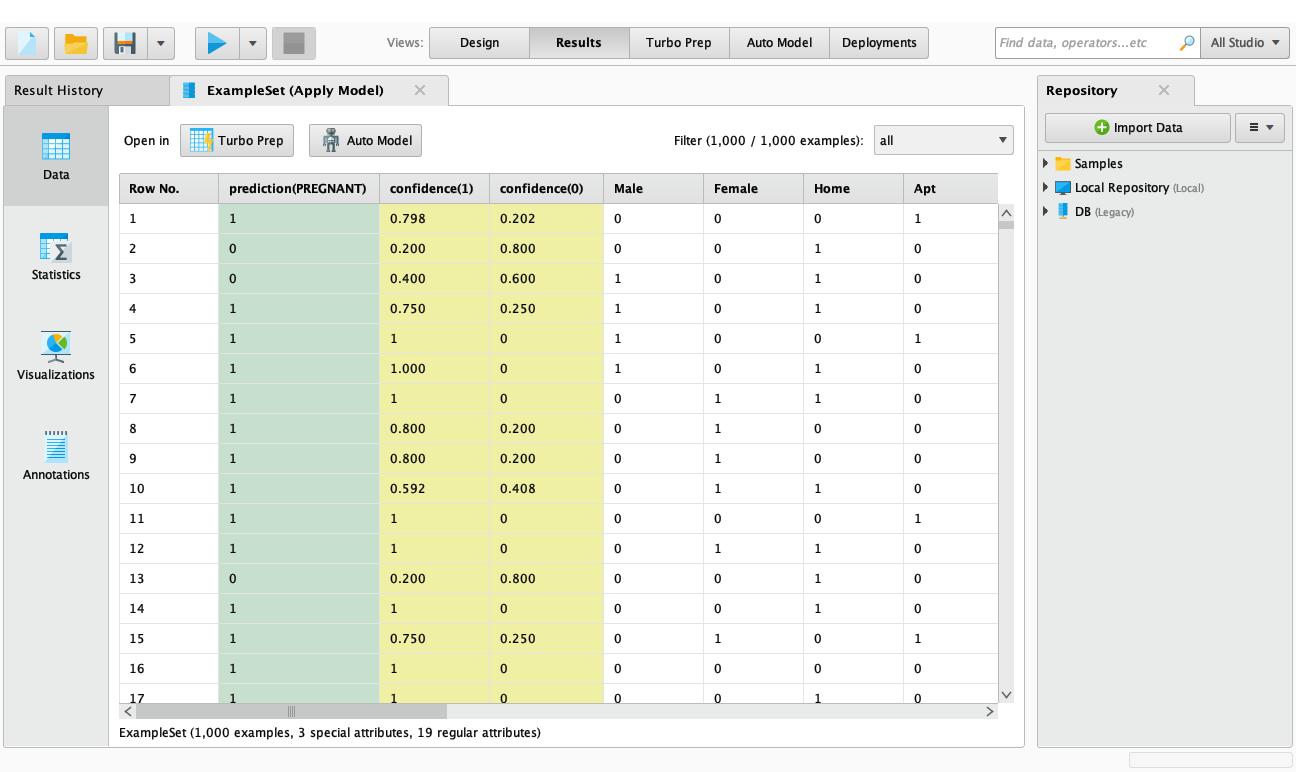 Views: Design Results Turbo Prep Auto Model Deployments Find data, operators...etc All Studio
Result History ExampleSet (Apply Model) Repository
Open in Turbo Prep Auto Model Filter (1,000 / 1,000 examples): all Import Data
Data
Statistics
Visualizations
Annotations
Samples
Local Repository (Local)
DB (Legacy)
Row No. prediction(PREGNANT) confidence(1) confidence(0) Male Female Home Apt
1 1 0.798 0.202 0 0 0 1
2 0 0.200 0.800 0 0 1 0
3 0 0.400 0.600 1 0 1 0
4 1 0.750 0.250 1 0 1 0
5 1 1 0 1 0 0 1
6 1 1.000 0 1 0 1 0
7 1 1 0 0 1 1 0
8 1 0.800 0.200 0 1 0 0
9 1 0.800 0.200 0 1 0 0
10 1 0.592 0.408 0 1 1 0
11 1 1 0 0 0 0 1
12 1 1 0 0 1 1 0
13 0 0.200 0.800 0 0 1 0
14 1 1 0 0 0 1 0
15 1 0.750 0.250 0 1 0 1
16 1 1 0 0 0 0 0
17 1 1 0 0 0 1 0
ExampleSet (1,000 examples, 3 special attributes, 19 regular attributes)